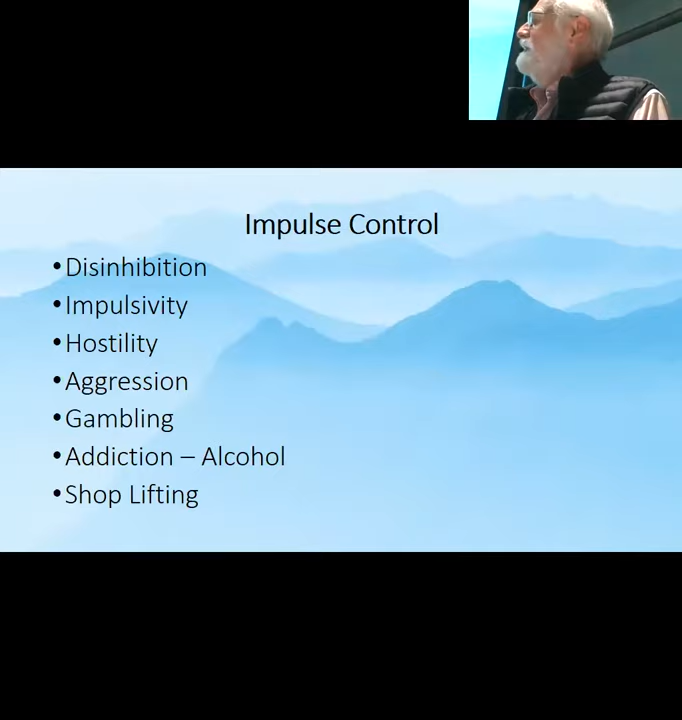 Impulse Control
•Disinhibition
•Impulsivity
•Hostility
•Aggression
•Gambling
•Addiction – Alcohol
•Shop Lifting